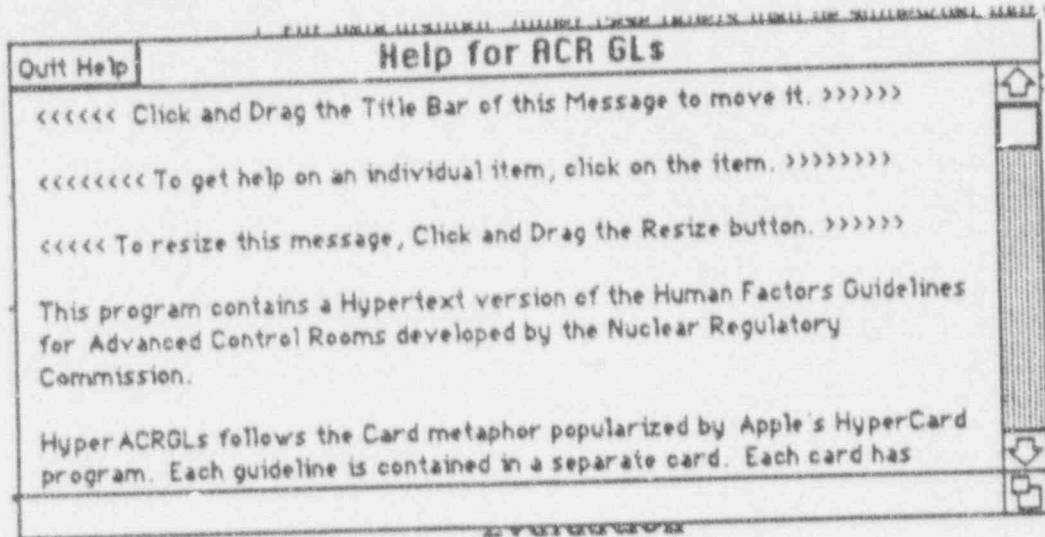 Help for ACR GLs
Quit Help
<<<<<< Click and Drag the Title Bar of this Message to move it. >>>>>>
<<<<<<<< To get help on an individual item, click on the item. >>>>>>>>
<<<<< To resize this message, Click and Drag the Resize button. >>>>>>
This program contains a Hypertext version of the Human Factors Guidelines
for Advanced Control Rooms developed by the Nuclear Regulatory
Commission.
Hyper ACRGLs follows the Card metaphor popularized by Apple's HyperCard
program. Each guideline is contained in a separate card. Each card has